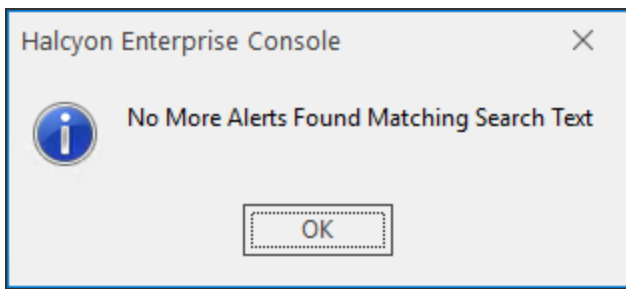 Halcyon Enterprise Console
No More Alerts Found Matching Search Text
OK